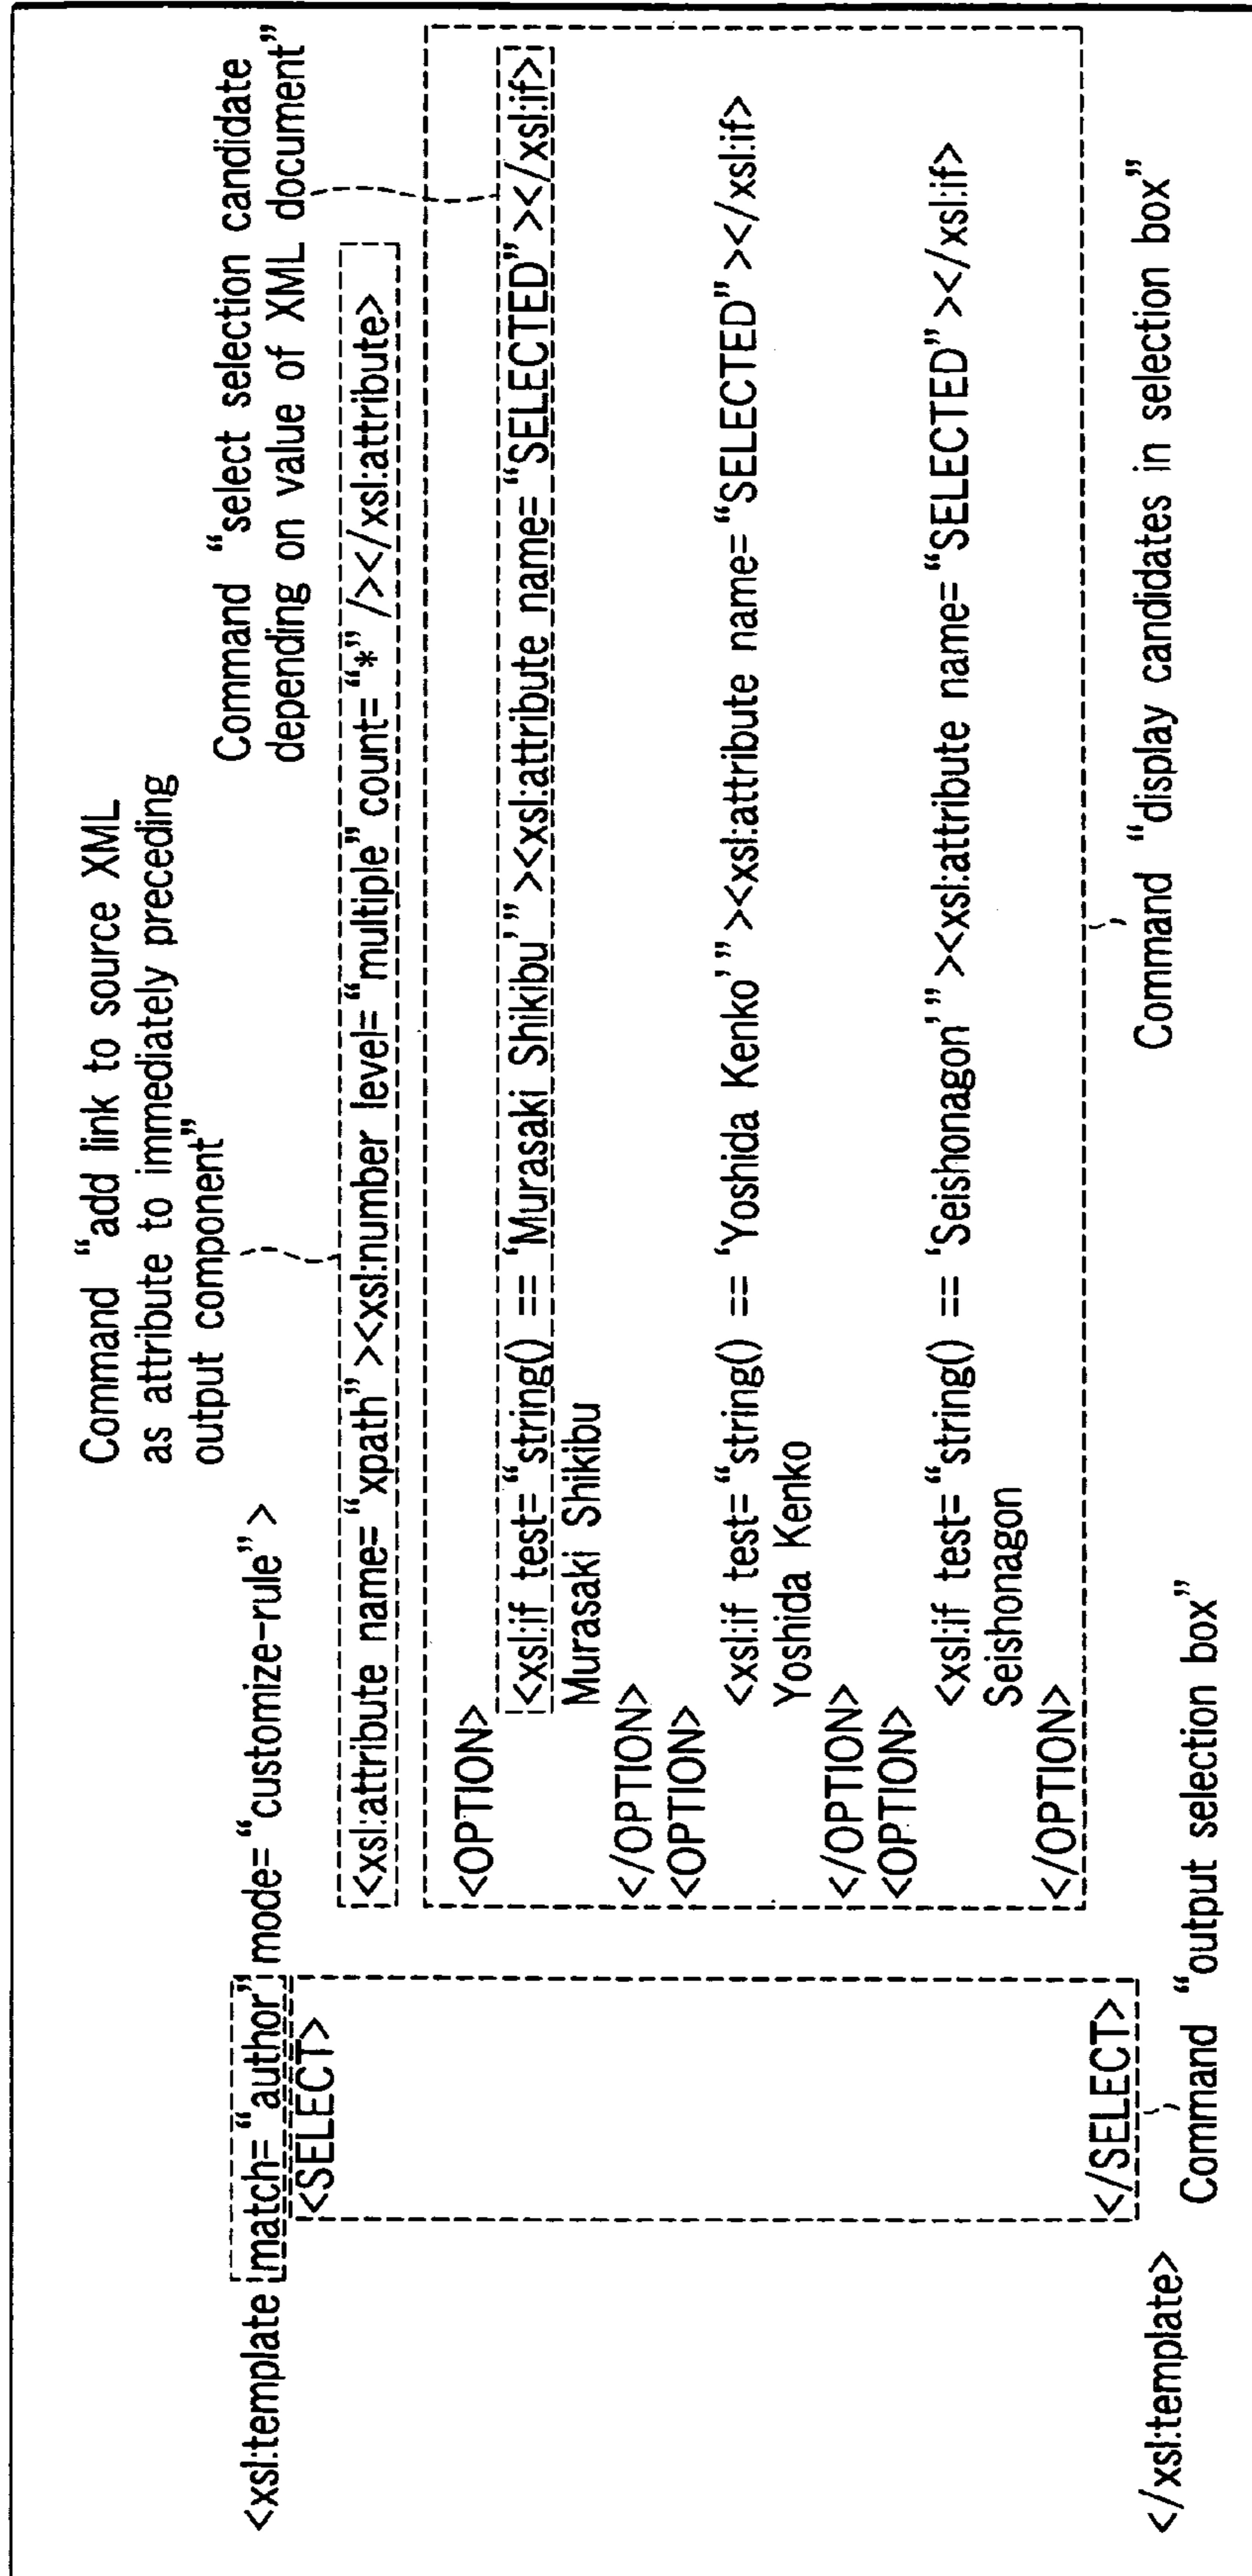 Command “add link to source XML
as attribute to immediately preceding
output component”
Command “select selection candidate
depending on value of XML document”
<xsl:template match=“author” mode=“customize-rule”>
<SELECT>
<xsl:attribute name=“xpath”><xsl:number level=“multiple” count=“*” /></xsl:attribute>
<OPTION>
<xsl:if test=“string() == ‘Murasaki Shikibu’”><xsl:attribute name=“SELECTED”></xsl:if>
Murasaki Shikibu
</OPTION>
<OPTION>
<xsl:if test=“string() == ‘Yoshida Kenko’”><xsl:attribute name=“SELECTED”></xsl:if>
Yoshida Kenko
</OPTION>
<OPTION>
<xsl:if test=“string() == ‘Seishonagon’”><xsl:attribute name=“SELECTED”></xsl:if>
Seishonagon
</OPTION>
</SELECT>
</xsl:template>
Command “output selection box”
Command “display candidates in selection box”